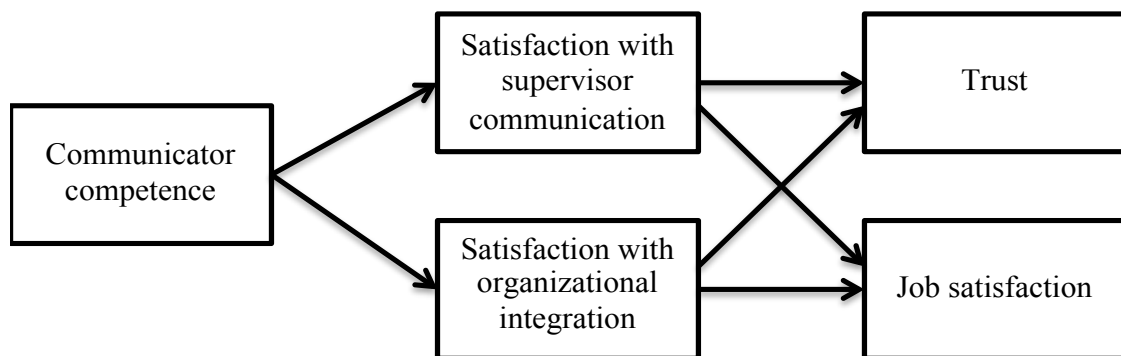 Communicator
competence
Satisfaction with
supervisor
communication
Satisfaction with
organizational
integration
Trust
Job satisfaction